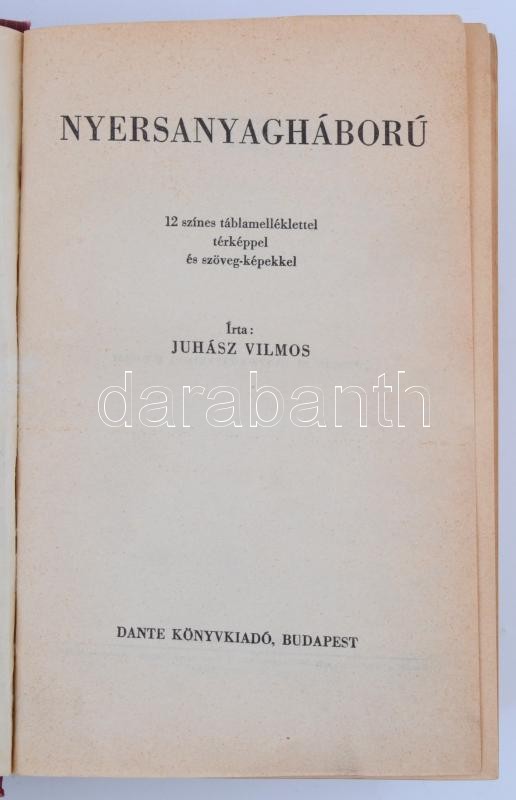 NYERSANYAGHÁBORÚ
12 színes táblamelléklettel
térképpel
és szöveg-képekkel
Írta:
JUHÁSZ VILMOS
darabanth
DANTE KÖNYVKIADÓ, BUDAPEST